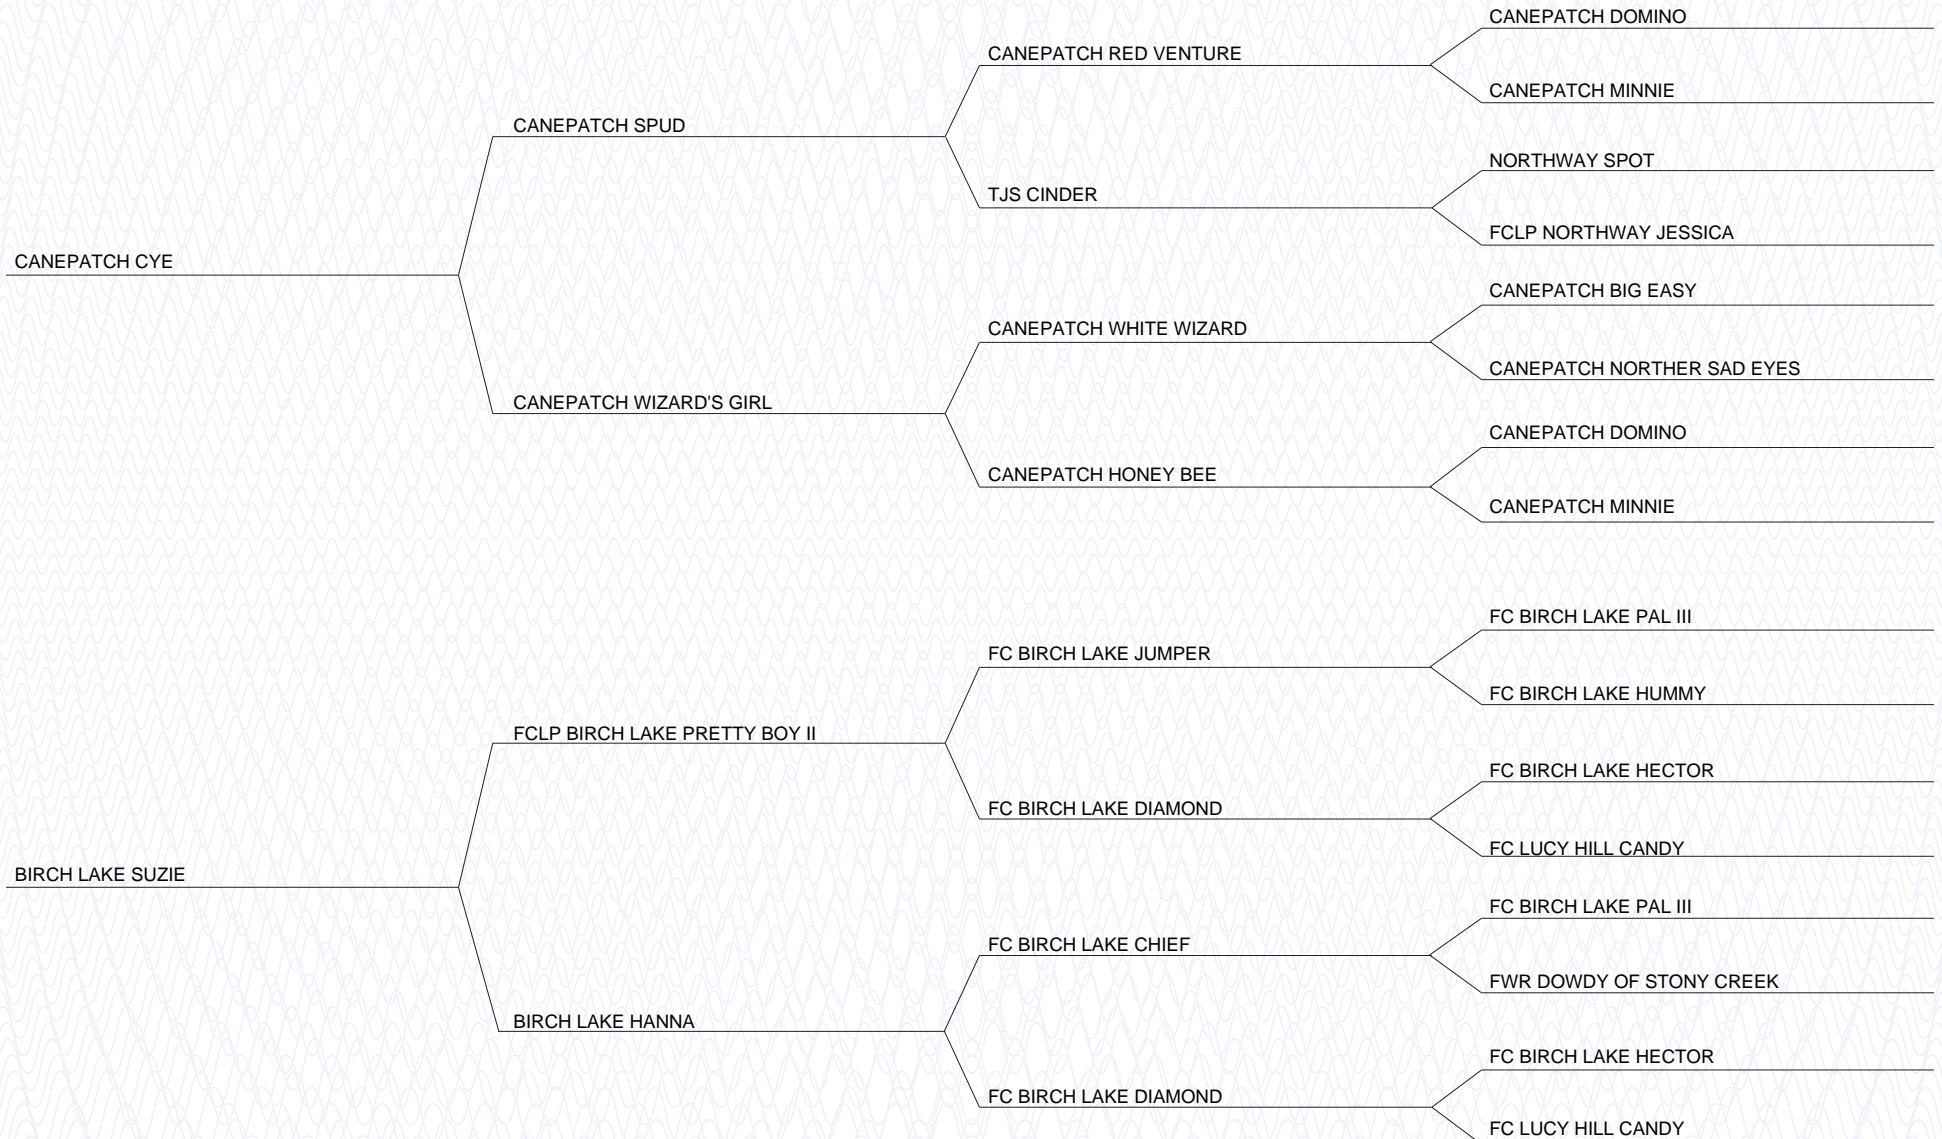 CANEPATCH DOMINO
CANEPATCH RED VENTURE
CANEPATCH MINNIE
CANEPATCH SPUD
NORTHWAY SPOT
TJS CINDER
FCLP NORTHWAY JESSICA
CANEPATCH CYE
CANEPATCH BIG EASY
CANEPATCH WHITE WIZARD
CANEPATCH NORTHER SAD EYES
CANEPATCH WIZARD'S GIRL
CANEPATCH DOMINO
CANEPATCH HONEY BEE
CANEPATCH MINNIE
FC BIRCH LAKE PAL III
FC BIRCH LAKE JUMPER
FC BIRCH LAKE HUMMY
FCLP BIRCH LAKE PRETTY BOY II
FC BIRCH LAKE HECTOR
FC BIRCH LAKE DIAMOND
FC LUCY HILL CANDY
BIRCH LAKE SUZIE
FC BIRCH LAKE PAL III
FC BIRCH LAKE CHIEF
FWR DOWDY OF STONY CREEK
BIRCH LAKE HANNA
FC BIRCH LAKE HECTOR
FC BIRCH LAKE DIAMOND
FC LUCY HILL CANDY